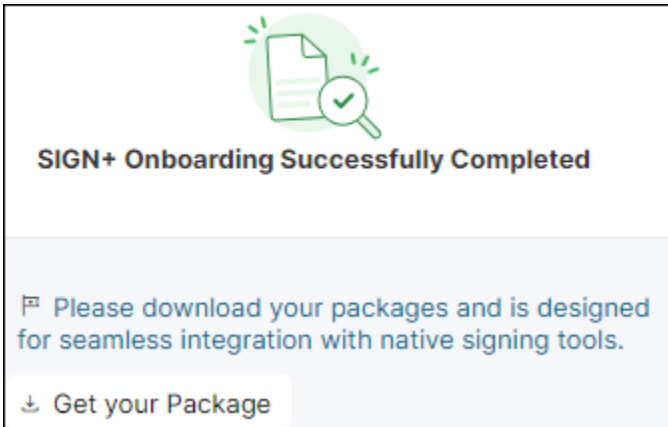 SIGN+ Onboarding Successfully Completed
Please download your packages and is designed
for seamless integration with native signing tools.
Get your Package